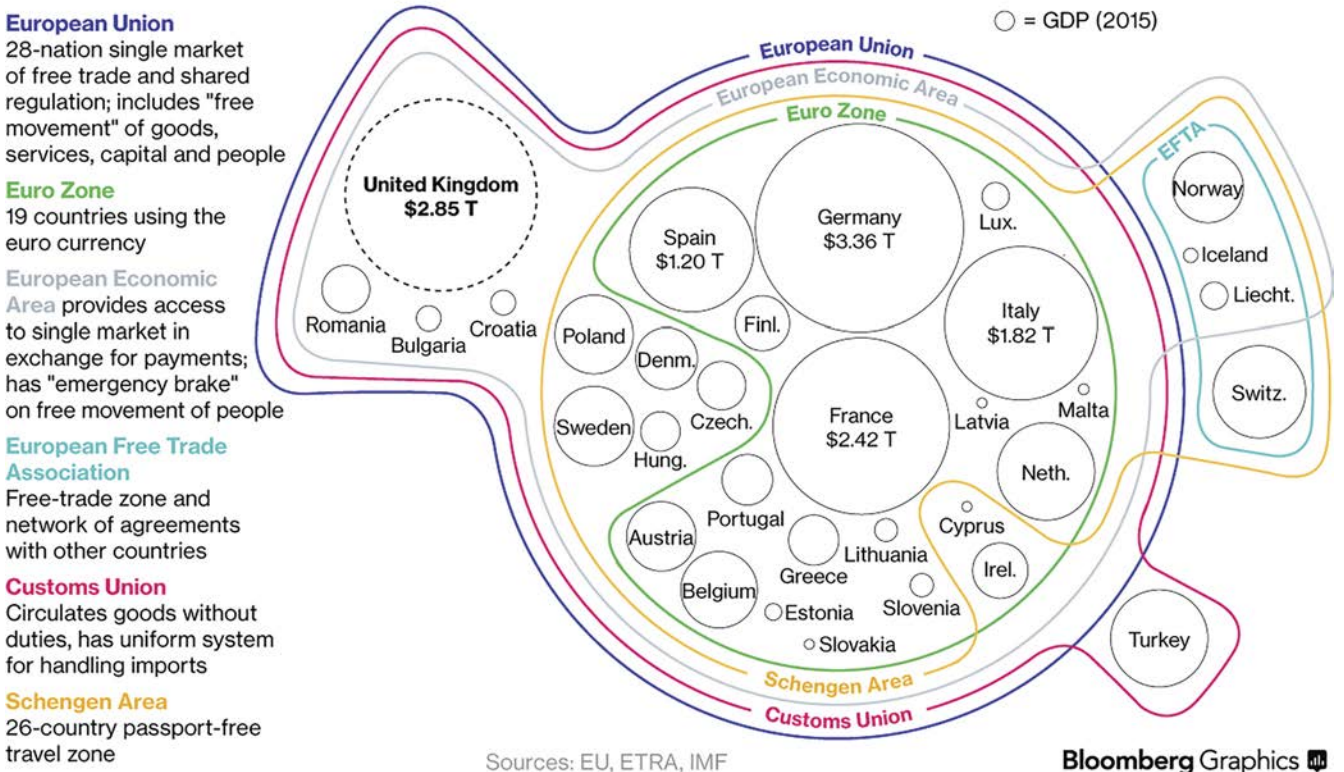 European Union
28-nation single market
of free trade and shared
regulation; includes "free
movement" of goods,
services, capital and people
Euro Zone
19 countries using the
euro currency
European Economic
Area provides access
to single market in
exchange for payments;
has "emergency brake"
on free movement of people
European Free Trade
Association
Free-trade zone and
network of agreements
with other countries
Customs Union
Circulates goods without
duties, has uniform system
for handling imports
Schengen Area
26-country passport-free
travel zone
= GDP (2015)
European Union
European Economic Area
Euro Zone
EFTA
United Kingdom
$2.85 T
Romania
Bulgaria
Croatia
Spain
$1.20 T
Germany
$3.36 T
Lux.
Italy
$1.82 T
Norway
Iceland
Liecht.
Switz.
Poland
Denm.
Finl.
Czech.
Sweden
Hung.
France
$2.42 T
Latvia
Malta
Neth.
Portugal
Austria
Belgium
Greece
Lithuania
Cyprus
Irel.
Estonia
Slovenia
Slovakia
Turkey
Schengen Area
Customs Union
Sources: EU, ETRA, IMF
Bloomberg Graphics